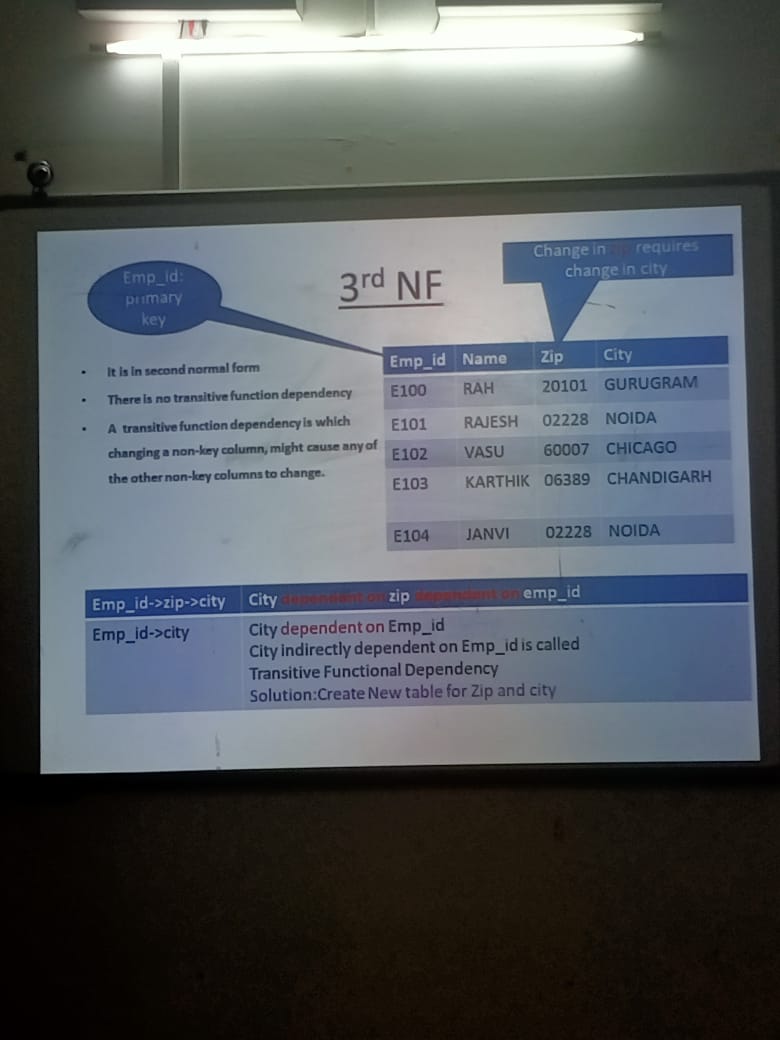 Emp_id:
primary
key
3rd NF
Change in zip requires
change in city
It is in second normal form
There is no transitive function dependency
A transitive function dependency is which
changing a non-key column, might cause any of
the other non-key columns to change.
Emp_id Name Zip City
E100 RAH 20101 GURUGRAM
E101 RAJESH 02228 NOIDA
E102 VASU 60007 CHICAGO
E103 KARTHIK 06389 CHANDIGARH
E104 JANVI 02228 NOIDA
Emp_id->zip->city City dependent on zip dependent on emp_id
Emp_id->city City dependent on Emp_id
City indirectly dependent on Emp_id is called
Transitive Functional Dependency
Solution:Create New table for Zip and city